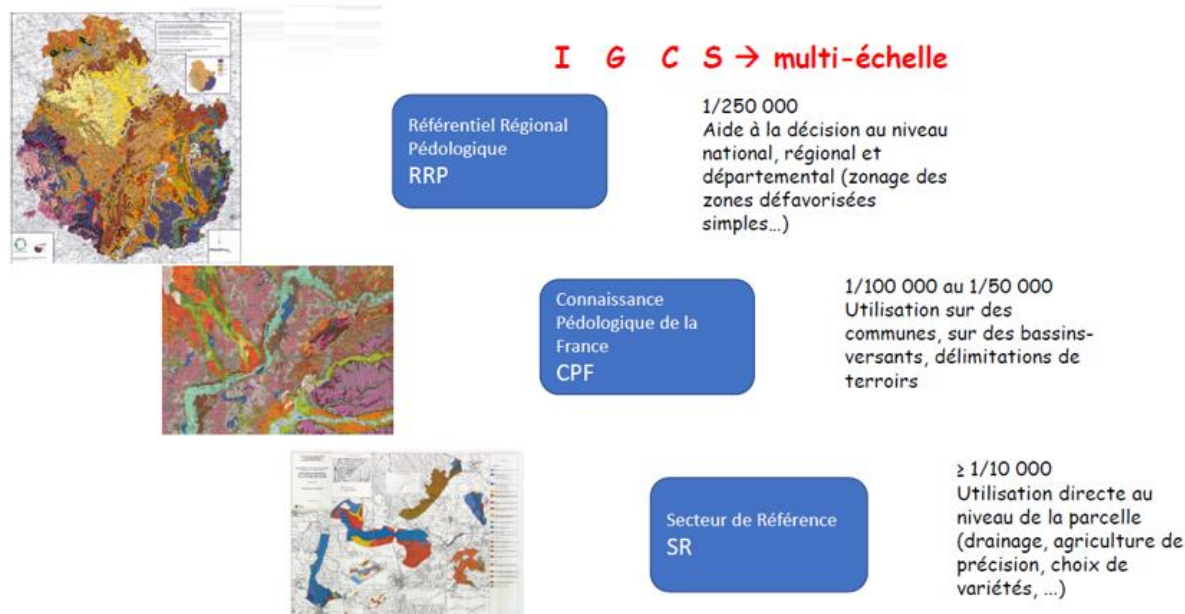 I G C S → multi-échelle
Référentiel Régional
Pédologique
RRP
1/250 000
Aide à la décision au niveau
national, régional et
départemental (zonage des
zones défavorisées
simples…)
Connaissance
Pédologique de la
France
CPF
1/100 000 au 1/50 000
Utilisation sur des
communes, sur des bassins-
versants, délimitations de
terroirs
Secteur de Référence
SR
≥ 1/10 000
Utilisation directe au
niveau de la parcelle
(drainage, agriculture de
précision, choix de
variétés, …)